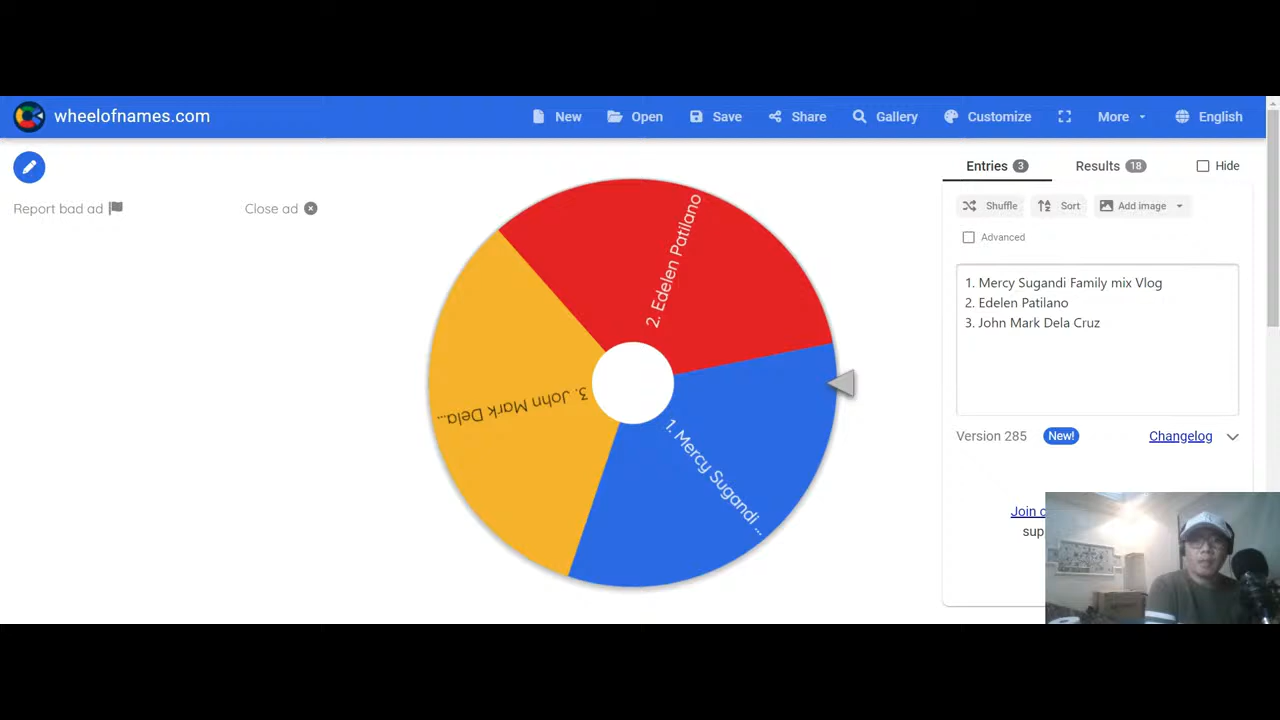 wheelofnames.com
New
Open
Save
Share
Gallery
Customize
More
English
Report bad ad
Close ad
Entries 3
Results 18
Hide
Shuffle
Sort
Add image
Advanced
1. Mercy Sugandi Family mix Vlog
2. Edelen Patilano
3. John Mark Dela Cruz
2. Edelen Patilano
3. John Mark Dela...
1. Mercy Sugandi ...
Version 285
New!
Changelog
Join
sup